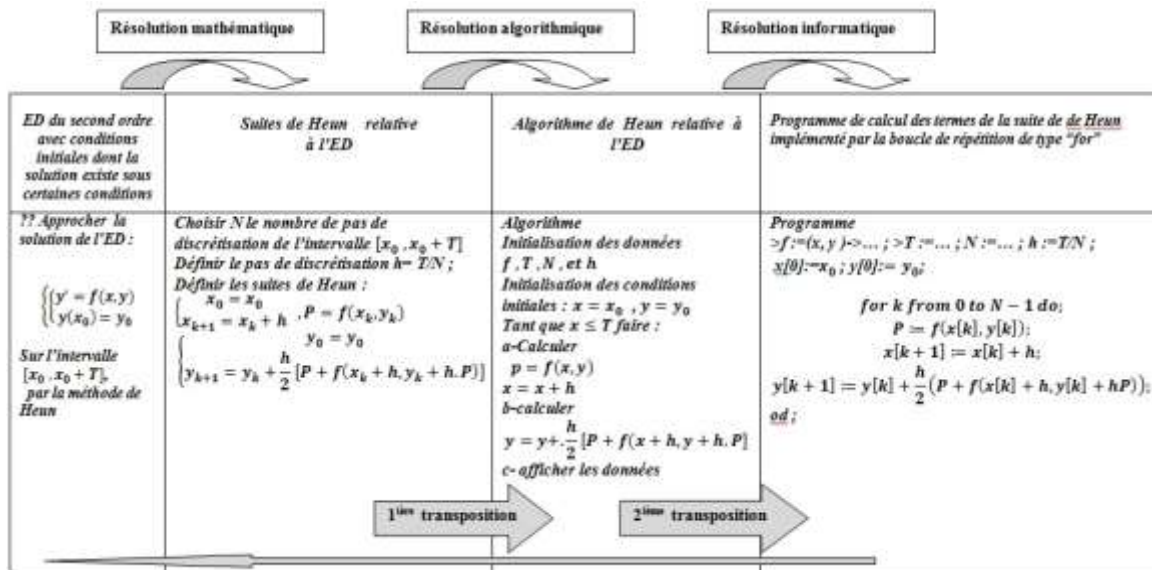 Résolution mathématique
Résolution algorithmique
Résolution informatique
ED du second ordre
avec conditions
initiales dont la
solution existe sous
certaines conditions
Suites de Heun relative
à l'ED
Algorithme de Heun relative à
l'ED
Programme de calcul des termes de la suite de de Heun
implémenté par la boucle de répétition de type "for"
?? Approcher la
solution de l'ED :
{{y' = f(x, y)
y(x₀) = y₀
Sur l'intervalle
[x₀ , x₀ + T],
par la méthode de
Heun
Choisir N le nombre de pas de
discrétisation de l'intervalle [x₀ , x₀ + T]
Définir le pas de discrétisation h= T/N ;
Définir les suites de Heun :
{x₀ = x₀
xₖ₊₁ = xₖ + h , P = f(xₖ, yₖ)
{y₀ = y₀
yₖ₊₁ = yₖ + h/2 [P + f(xₖ + h, yₖ + h. P)]
Algorithme
Initialisation des données
f , T , N , et h
Initialisation des conditions
initiales : x = x₀ , y = y₀
Tant que x ≤ T faire :
a-Calculer
p = f(x, y)
x = x + h
b-calculer
y = y+. h/2 [P + f(x + h, y + h. P]
c- afficher les données
Programme
>f :=(x, y )->... ; >T :=... ; N :=... ; h :=T/N ;
x[0]:=x₀ ; y[0]:= y₀;
for k from 0 to N − 1 do;
P := f(x[k], y[k]);
x[k + 1] := x[k] + h;
y[k + 1] := y[k] + h/2 (P + f(x[k] + h, y[k] + hP));
od ;
1ière transposition
2ième transposition